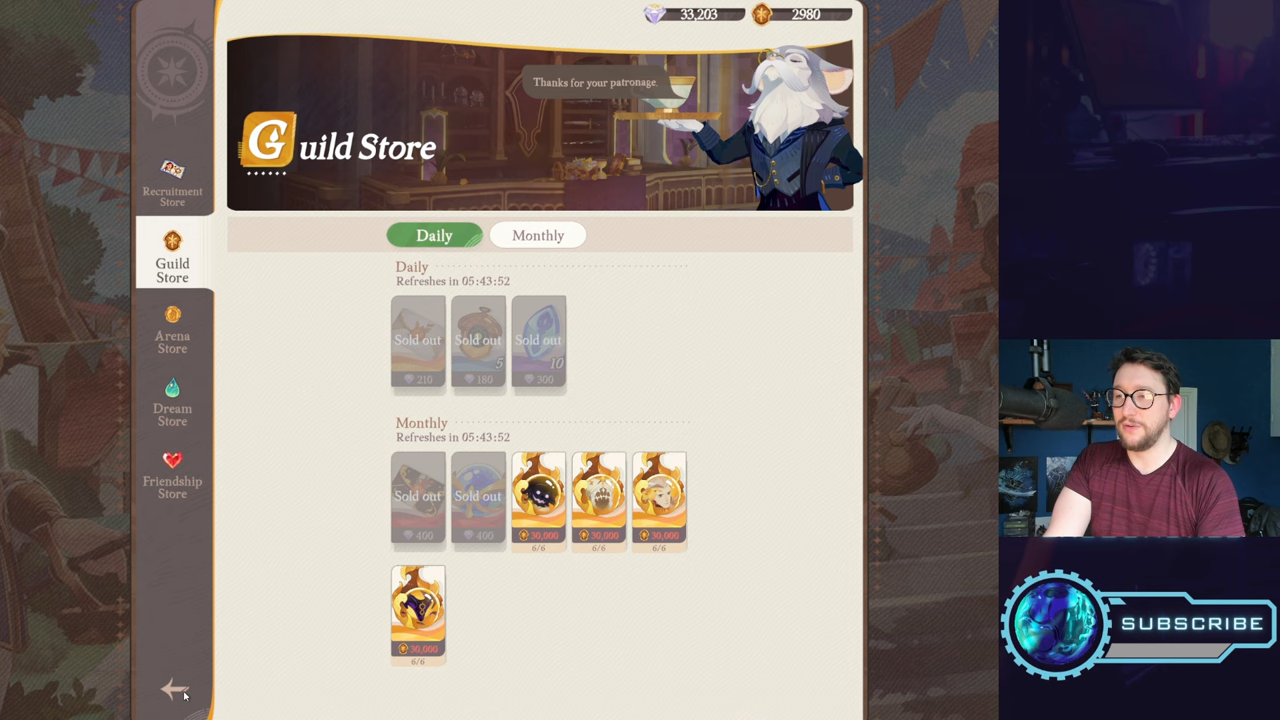 33,203
2980
Thanks for your patronage.
Guild Store
Recruitment
Store
Guild
Store
Arena
Store
Dream
Store
Friendship
Store
Daily
Monthly
Daily
Refreshes in 05:43:52
Sold out
Sold out
Sold out
5
10
210
180
300
Monthly
Refreshes in 05:43:52
Sold out
Sold out
400
400
30,000
30,000
30,000
6/6
6/6
6/6
30,000
6/6
SUBSCRIBE